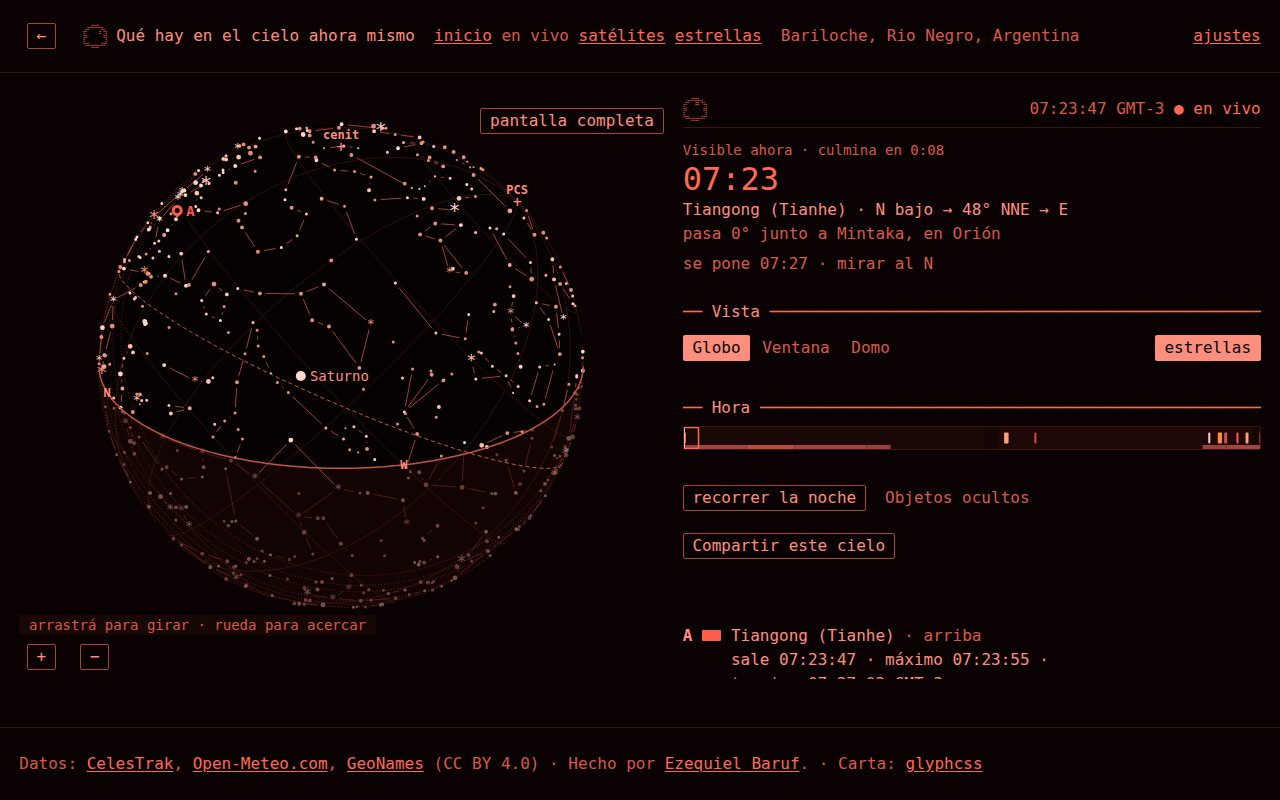 ← Qué hay en el cielo ahora mismo inicio en vivo satélites estrellas Bariloche, Rio Negro, Argentina ajustes
pantalla completa
cenit
PCS
A
Saturno
N
W
arrastrá para girar · rueda para acercar
+ −
07:23:47 GMT-3 ● en vivo
Visible ahora · culmina en 0:08
07:23
Tiangong (Tianhe) · N bajo → 48° NNE → E
pasa 0° junto a Mintaka, en Orión
se pone 07:27 · mirar al N
Vista
Globo Ventana Domo estrellas
Hora
recorrer la noche Objetos ocultos
Compartir este cielo
A Tiangong (Tianhe) · arriba
sale 07:23:47 · máximo 07:23:55 ·
Datos: CelesTrak, Open-Meteo.com, GeoNames (CC BY 4.0) · Hecho por Ezequiel Baruf. · Carta: glyphcss